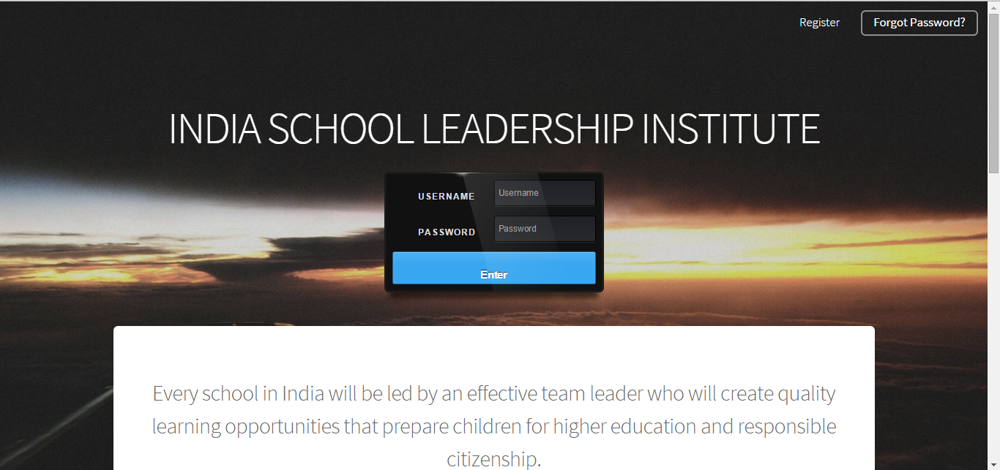 Register
Forgot Password?
INDIA SCHOOL LEADERSHIP INSTITUTE
USERNAME Username
PASSWORD Password
Enter
Every school in India will be led by an effective team leader who will create quality
learning opportunities that prepare children for higher education and responsible
citizenship.